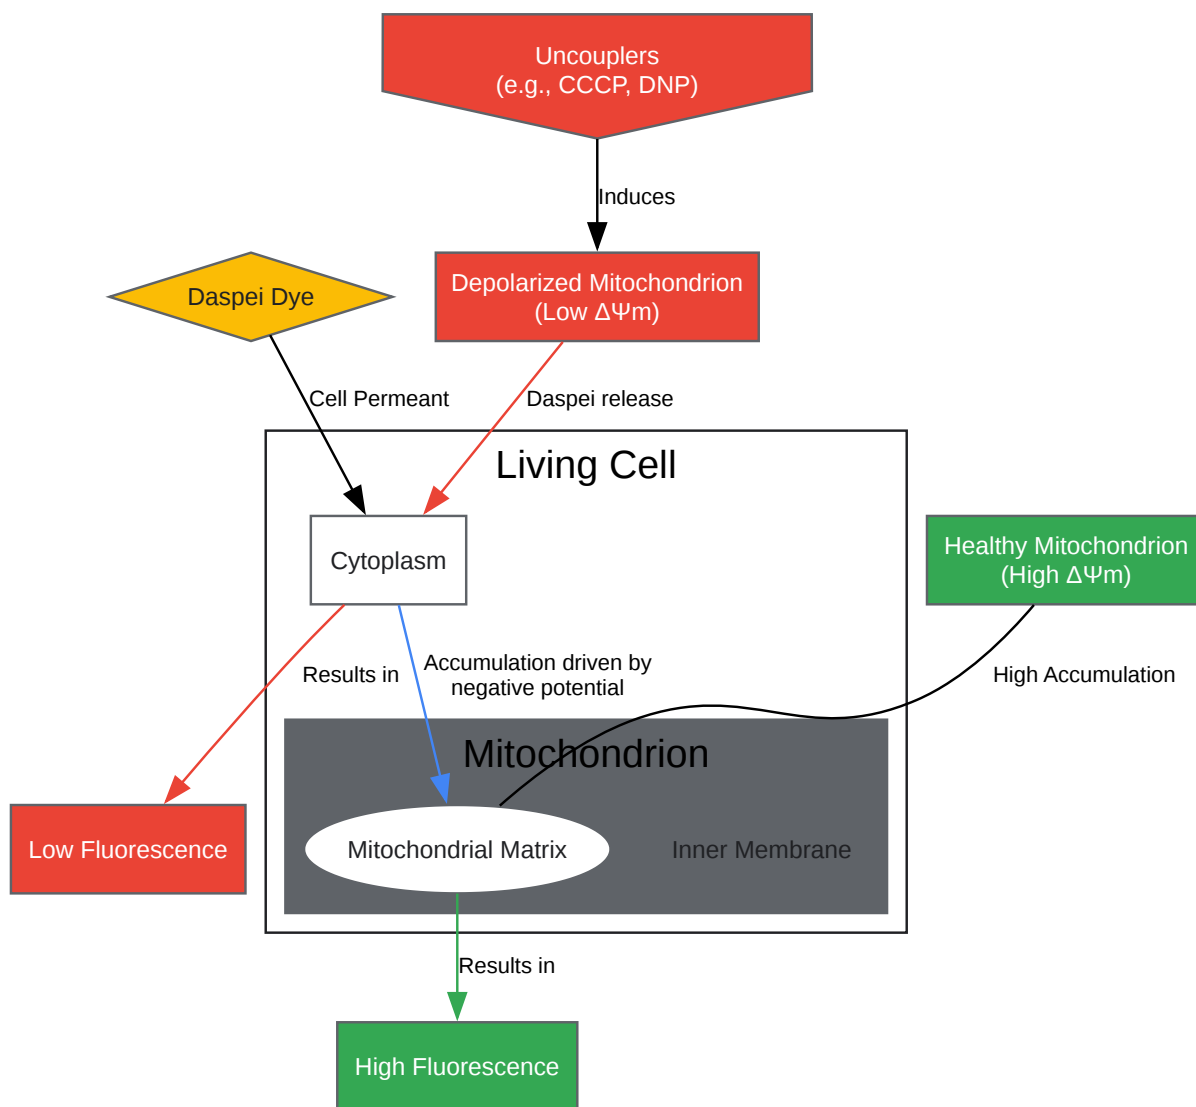 Uncouplers
(e.g., CCCP, DNP)
Induces
Daspei Dye
Depolarized Mitochondrion
(Low ΔΨm)
Cell Permeant
Daspei release
Living Cell
Cytoplasm
Healthy Mitochondrion
(High ΔΨm)
Results in
Accumulation driven by
negative potential
High Accumulation
Mitochondrion
Low Fluorescence
Mitochondrial Matrix
Inner Membrane
Results in
High Fluorescence